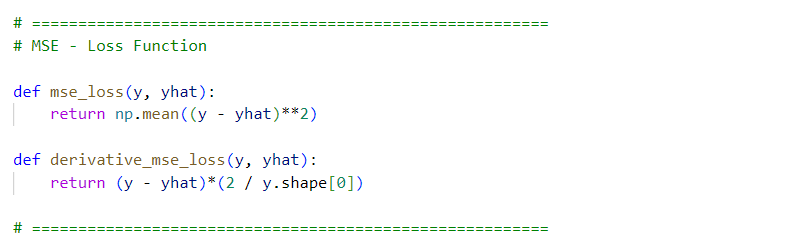 # ========================================================
# MSE - Loss Function
def mse_loss(y, yhat):
    return np.mean((y - yhat)**2)
def derivative_mse_loss(y, yhat):
    return (y - yhat)*(2 / y.shape[0])
# ========================================================